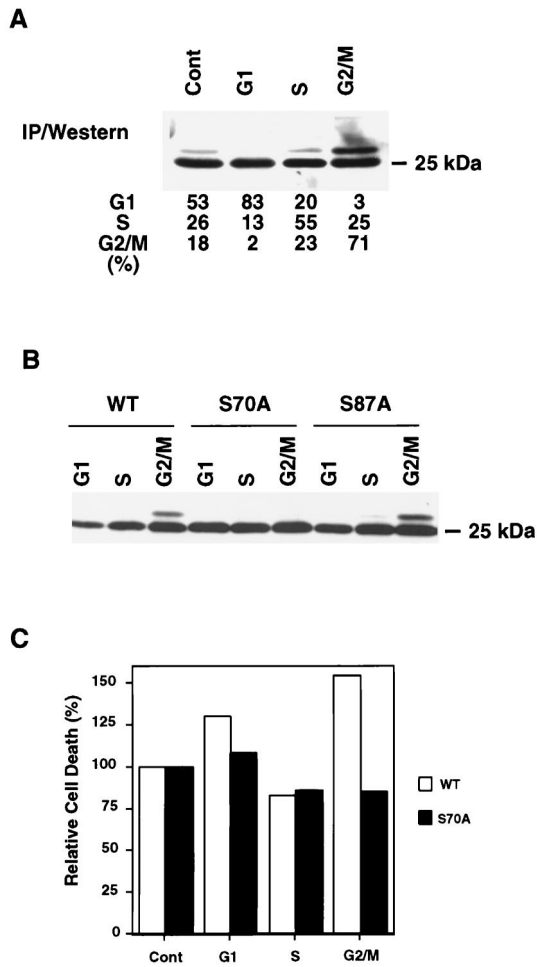 A
Cont G1 S G2/M
IP/Western
25 kDa
G1 53 83 20 3
S 26 13 55 25
G2/M 18 2 23 71
(%)
B
WT S70A S87A
G1 S G2/M G1 S G2/M G1 S G2/M
25 kDa
C
Relative Cell Death (%)
150
125
100
75
50
25
0
Cont G1 S G2/M
WT
S70A